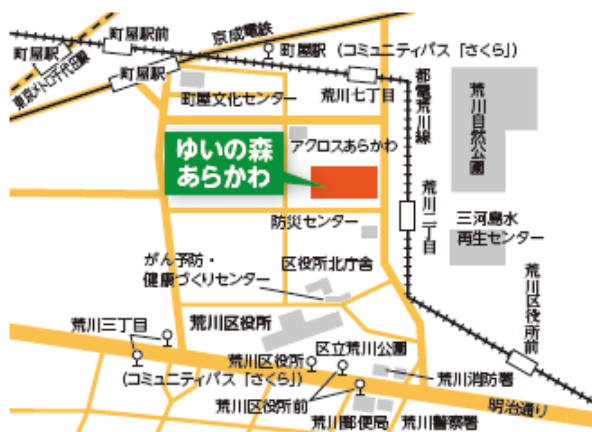 町屋駅
町屋駅前
京成電鉄
町屋駅 (コミュニティバス「さくら」)
町屋駅
東京メトロ千代田線
町屋文化センター
荒川七丁目
都電荒川線
荒川自然公園
アクロスあらかわ
ゆいの森
あらかわ
荒川二丁目
防災センター
三河島水
再生センター
がん予防・
健康づくりセンター
区役所北庁舎
荒川区役所前
荒川三丁目
荒川区役所
区立荒川公園
荒川区役所
(コミュニティバス「さくら」)
荒川消防署
荒川区役所前
明治通り
荒川郵便局
荒川警察署